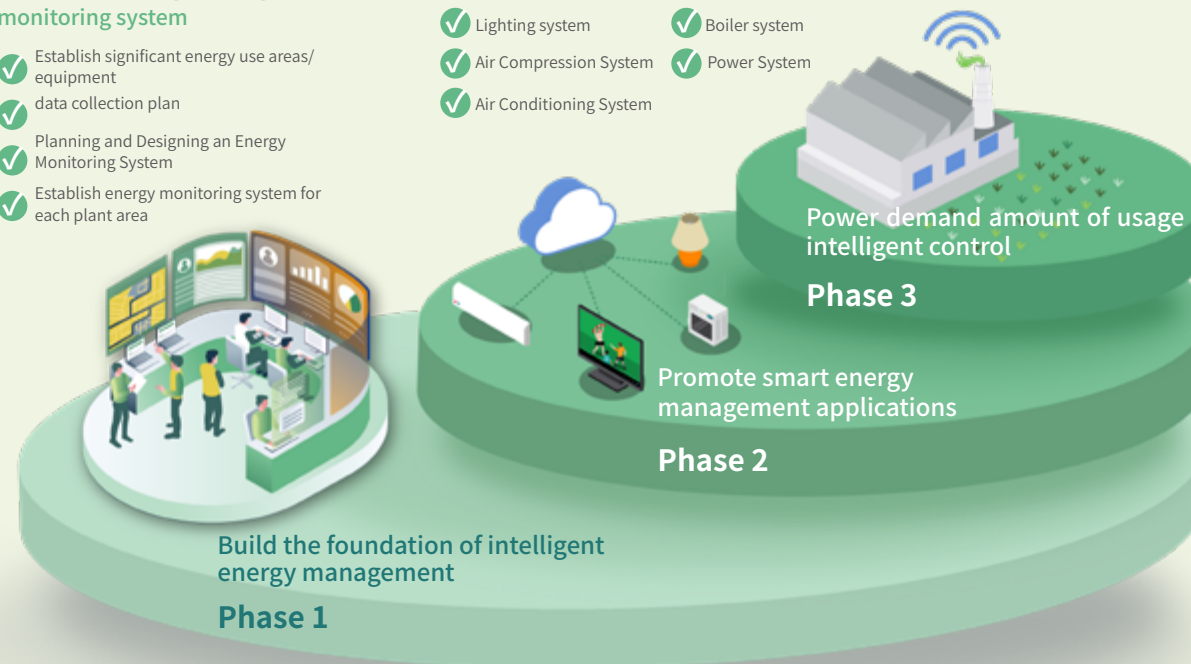 monitoring system
Establish significant energy use areas/
equipment
data collection plan
Planning and Designing an Energy
Monitoring System
Establish energy monitoring system for
each plant area
Lighting system
Air Compression System
Air Conditioning System
Boiler system
Power System
Power demand amount of usage
intelligent control
Phase 3
Promote smart energy
management applications
Phase 2
Build the foundation of intelligent
energy management
Phase 1